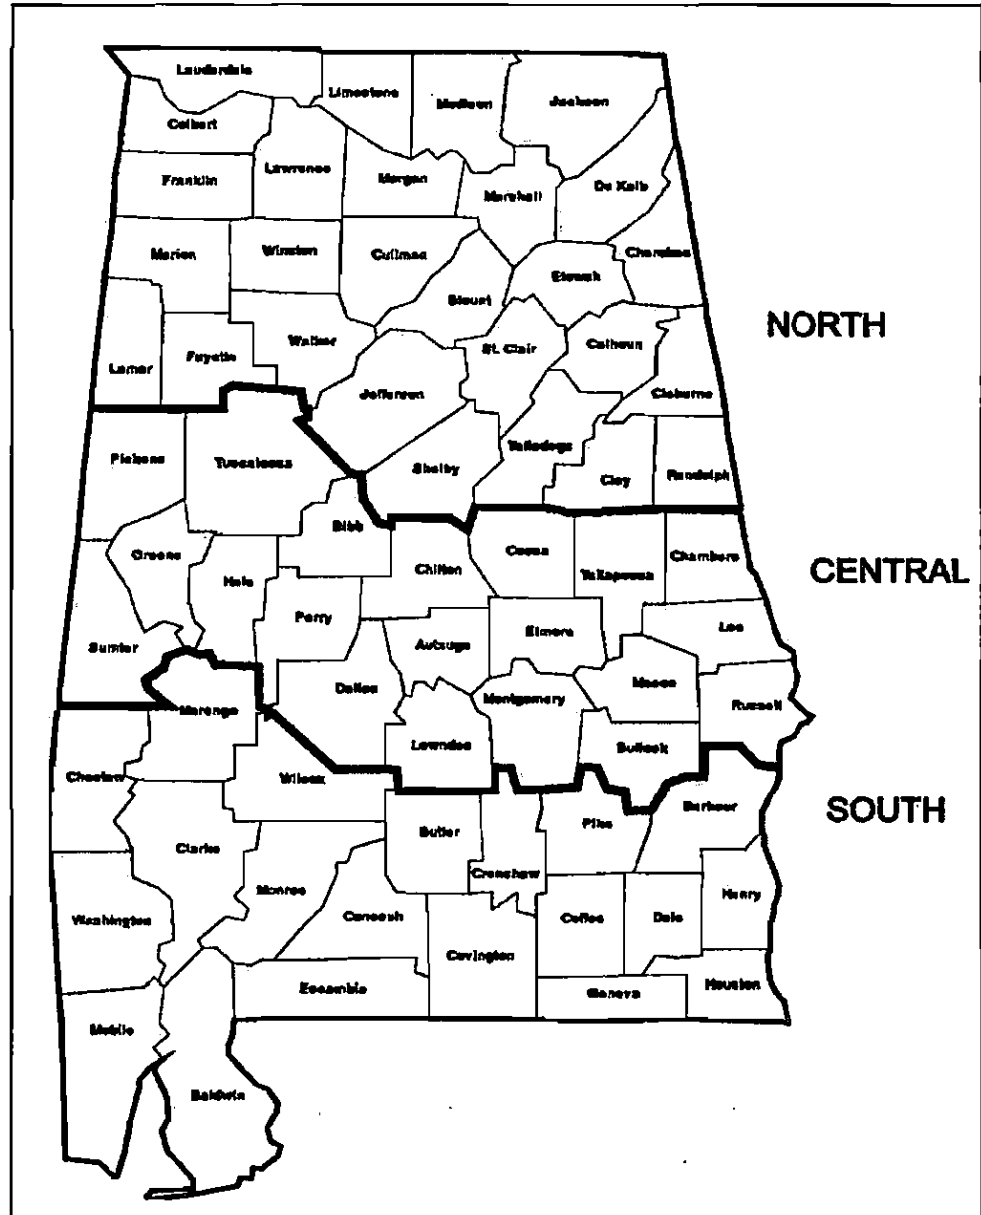 Lauderdale
Limestone
Madison
Jackson
Colbert
Lawrence
Morgan
Marshall
De Kalb
Franklin
Cherokee
Marion
Winston
Cullman
Etowah
Blount
NORTH
Lamar
Fayette
Walker
St. Clair
Calhoun
Jefferson
Cleburne
Pickens
Tuscaloosa
Shelby
Talladega
Clay
Randolph
Bibb
Greene
Hale
Chilton
Coosa
Tallapoosa
Chambers
CENTRAL
Perry
Sumter
Autauga
Elmore
Lee
Dallas
Macon
Marengo
Montgomery
Russell
Lowndes
Bullock
Choctaw
Wilcox
SOUTH
Butler
Pike
Barbour
Clarke
Crenshaw
Monroe
Henry
Washington
Conecuh
Coffee
Dale
Covington
Escambia
Geneva
Houston
Mobile
Baldwin